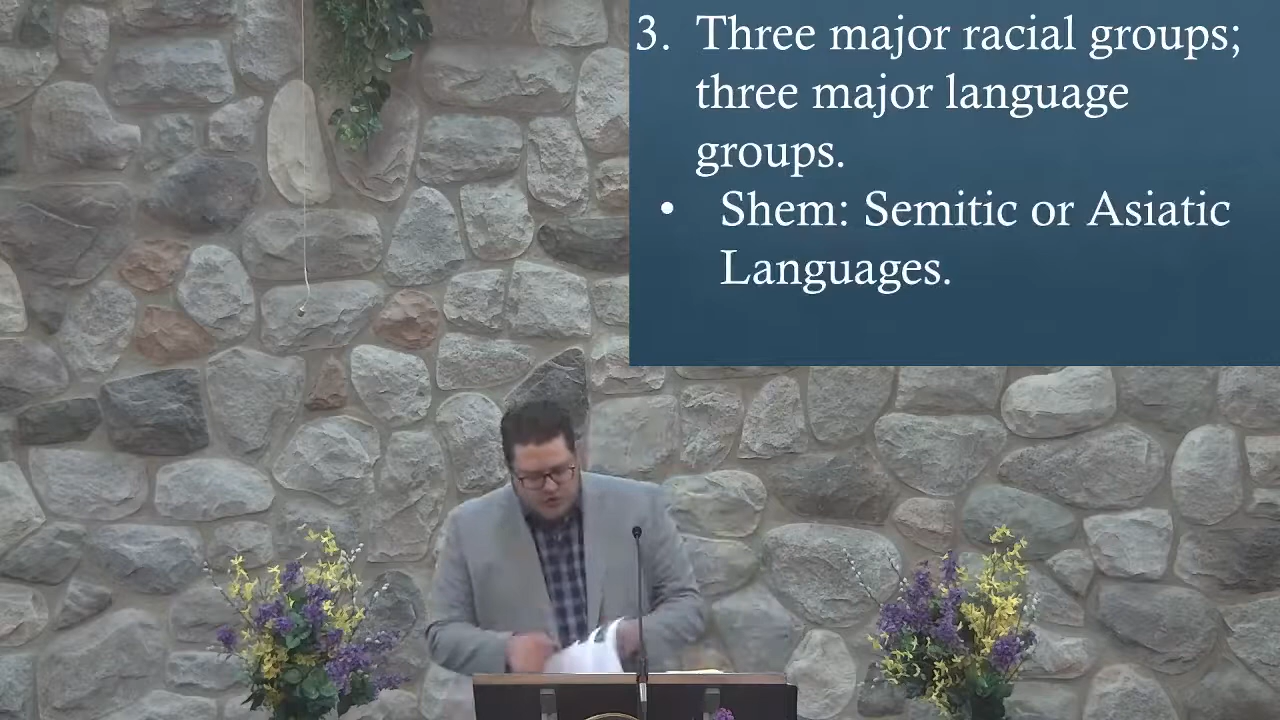 3. Three major racial groups;
three major language
groups.
• Shem: Semitic or Asiatic
Languages.